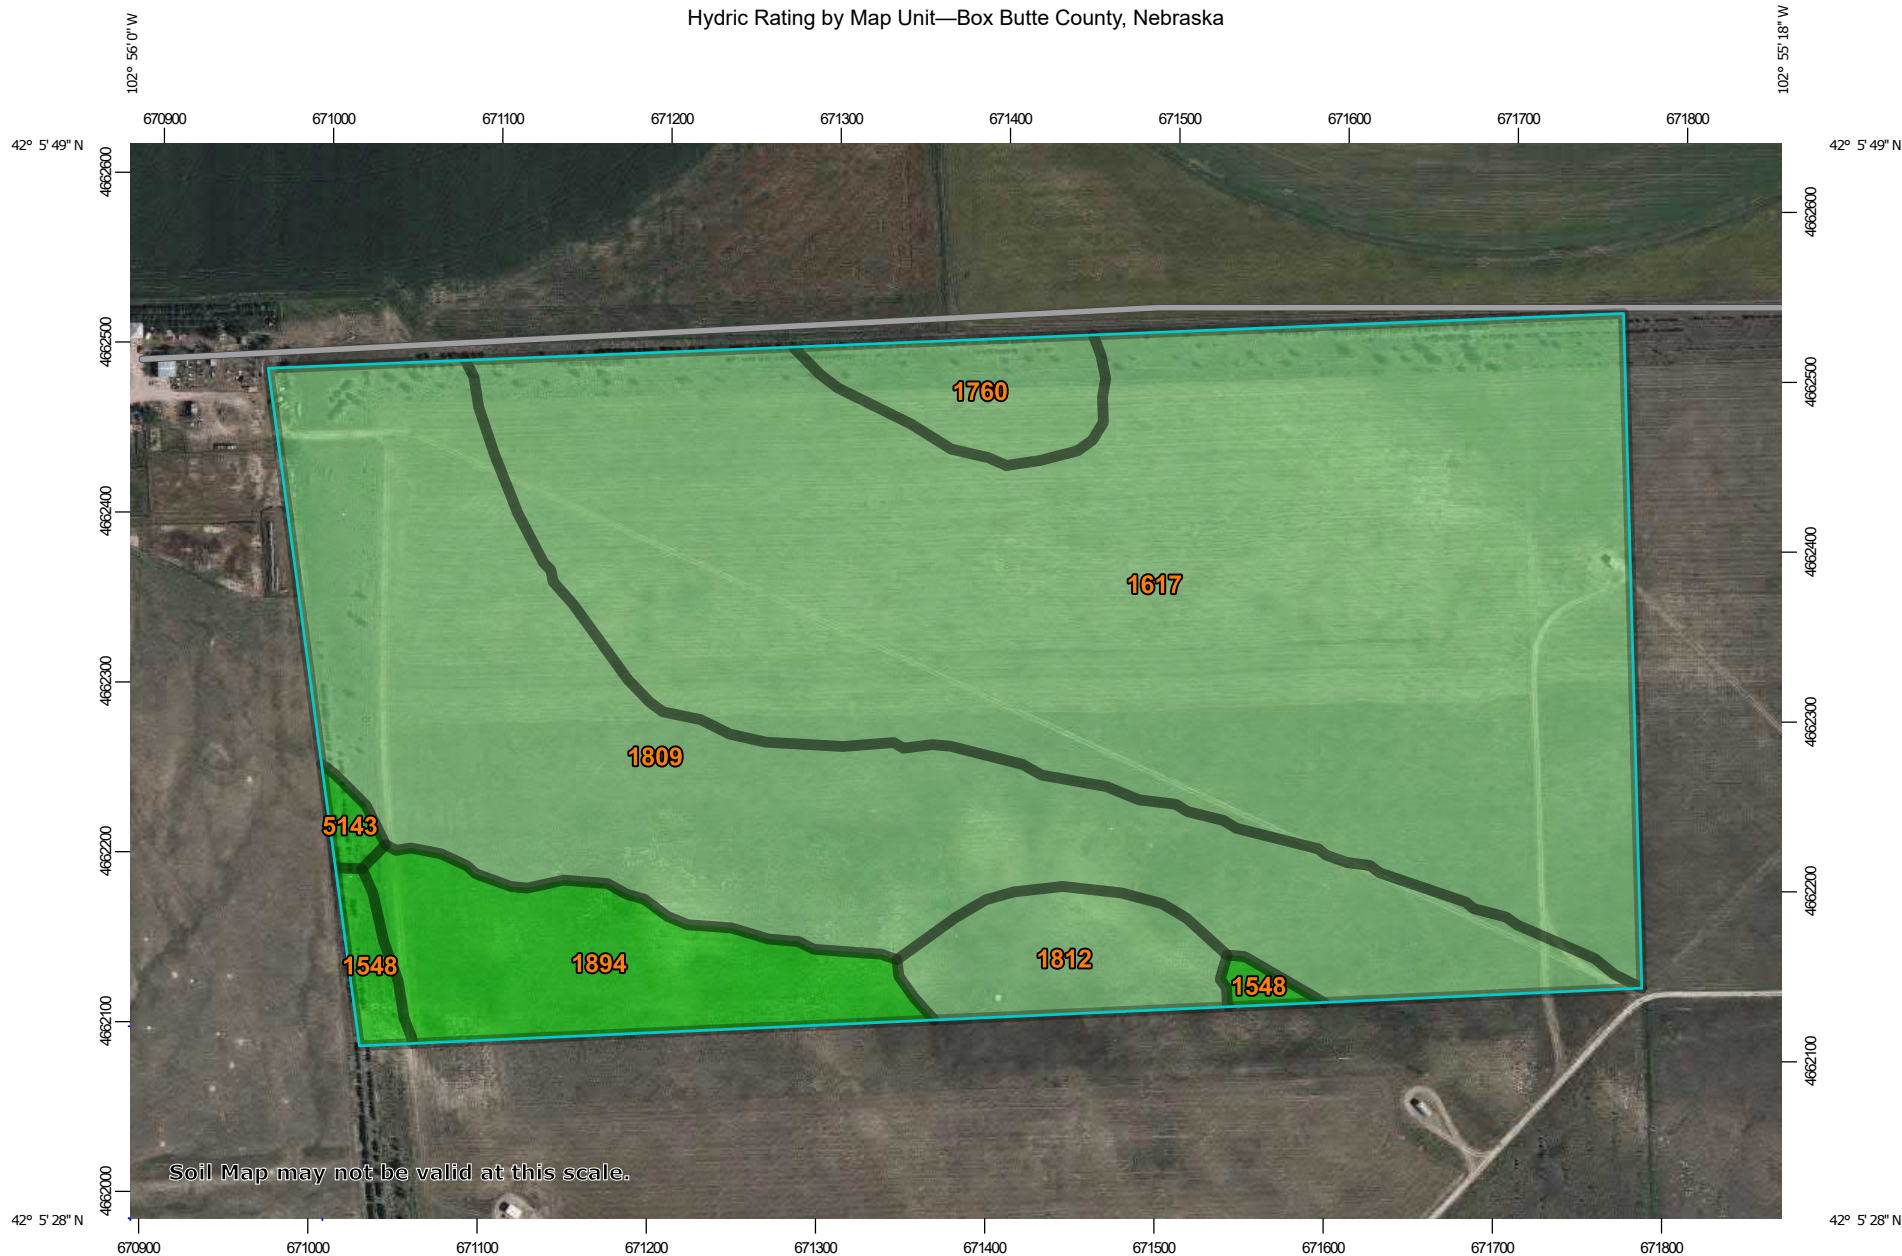 Hydric Rating by Map Unit—Box Butte County, Nebraska
102° 56' 0'' W
102° 55' 18'' W
670900 671000 671100 671200 671300 671400 671500 671600 671700 671800
42° 5' 49'' N
42° 5' 49'' N
4662600
4662600
4662500
4662500
4662400
4662400
4662300
4662300
4662200
4662200
4662100
4662100
4662000
1760
1617
1809
5143
1548
1894
1812
1548
Soil Map may not be valid at this scale.
42° 5' 28'' N
42° 5' 28'' N
670900 671000 671100 671200 671300 671400 671500 671600 671700 671800